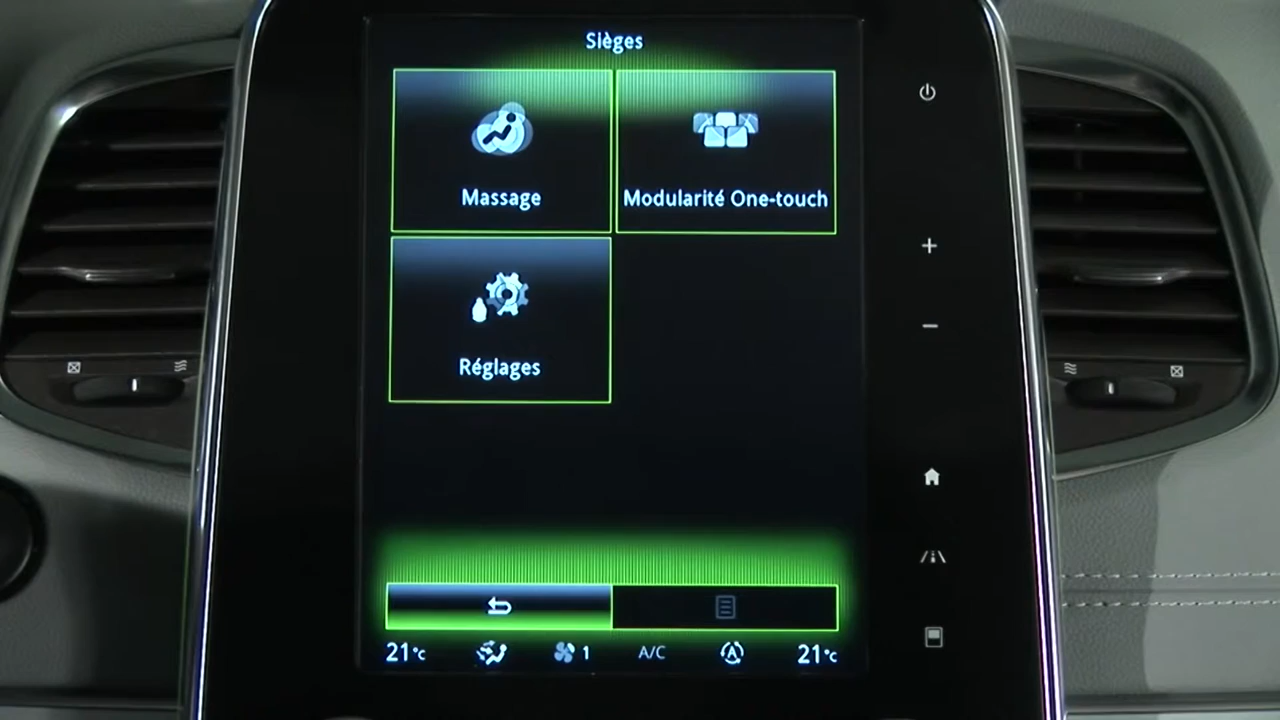 Sièges
Massage
Modularité One-touch
Réglages
21°C
1
A/C
A
21°C